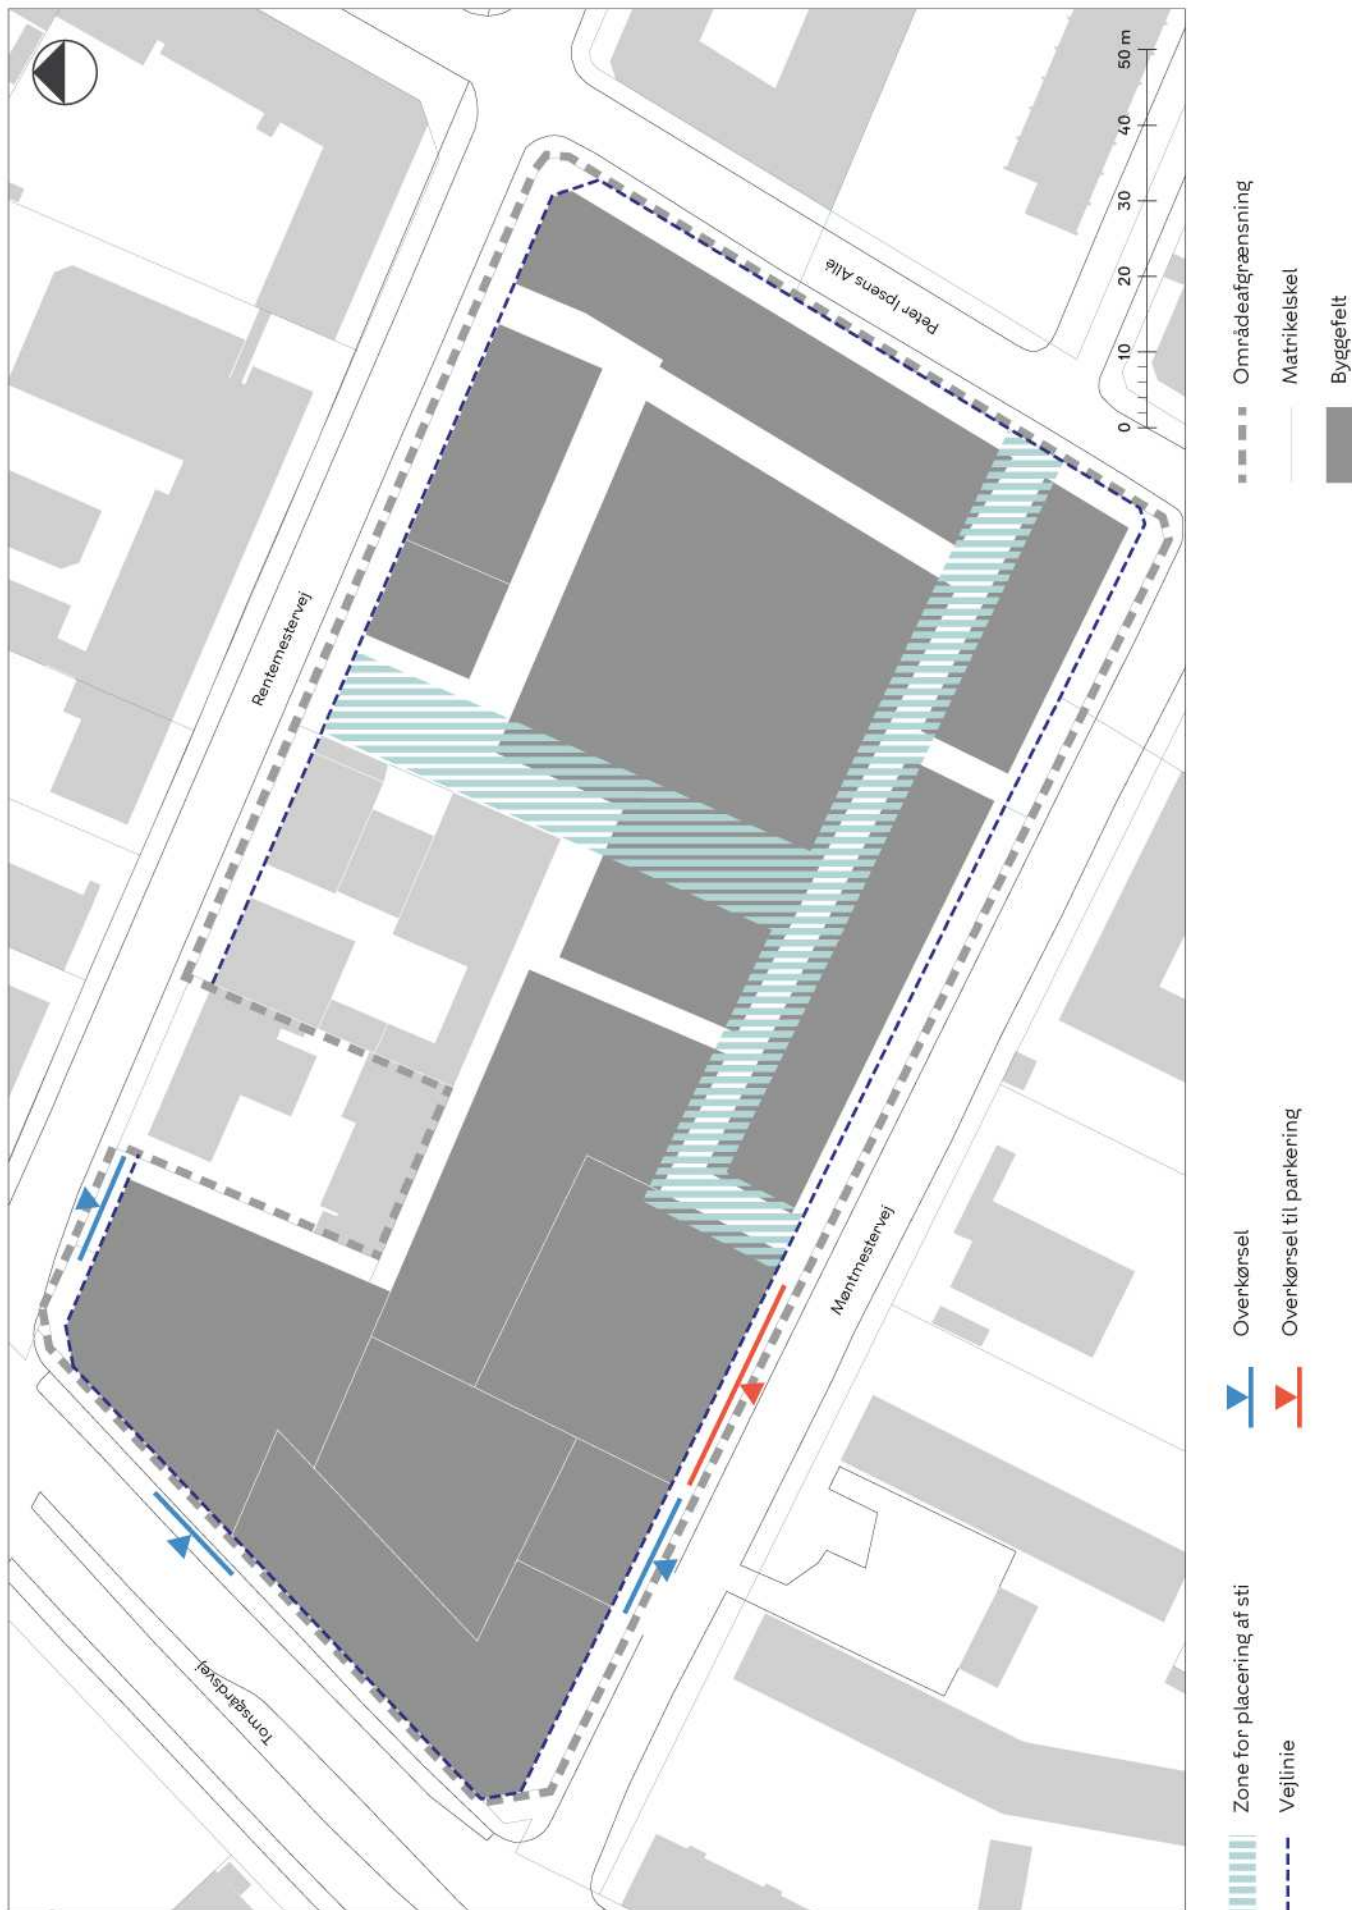 Rentemestervej
Peter Ipsens Allé
Møntmestervej
Tomsgårdsvej
0 10 20 30 40 50 m
Zone for placering af sti
Vejlinie
Overkørsel
Overkørsel til parkering
Områdeafgrænsning
Matrikelskel
Byggefelt